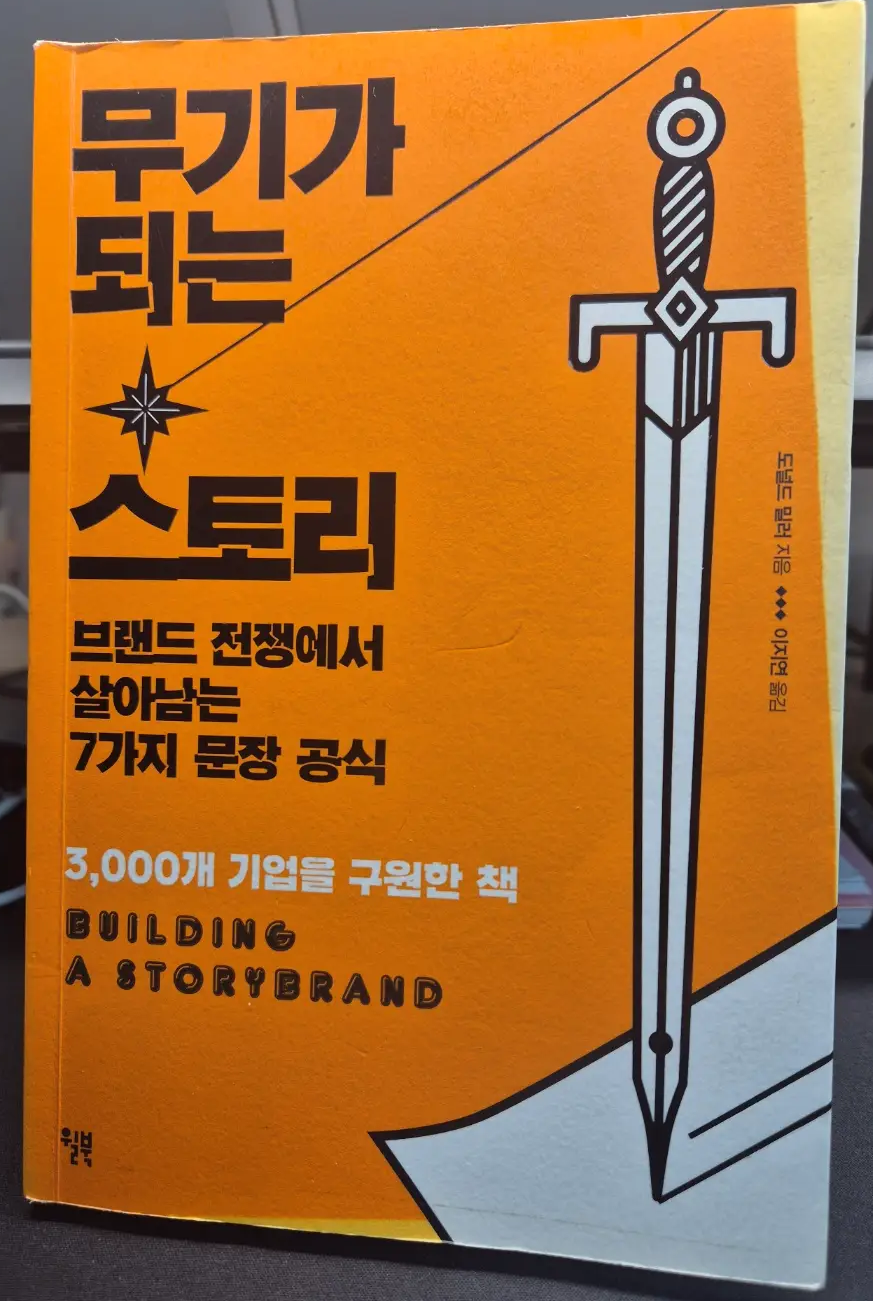 무기가
되는
스토리
브랜드 전쟁에서
살아남는
7가지 문장 공식
3,000개 기업을 구원한 책
BUILDING
A STORYBRAND
도널드 밀러 지음 ◆◆◆ 이지연 옮김
윌북